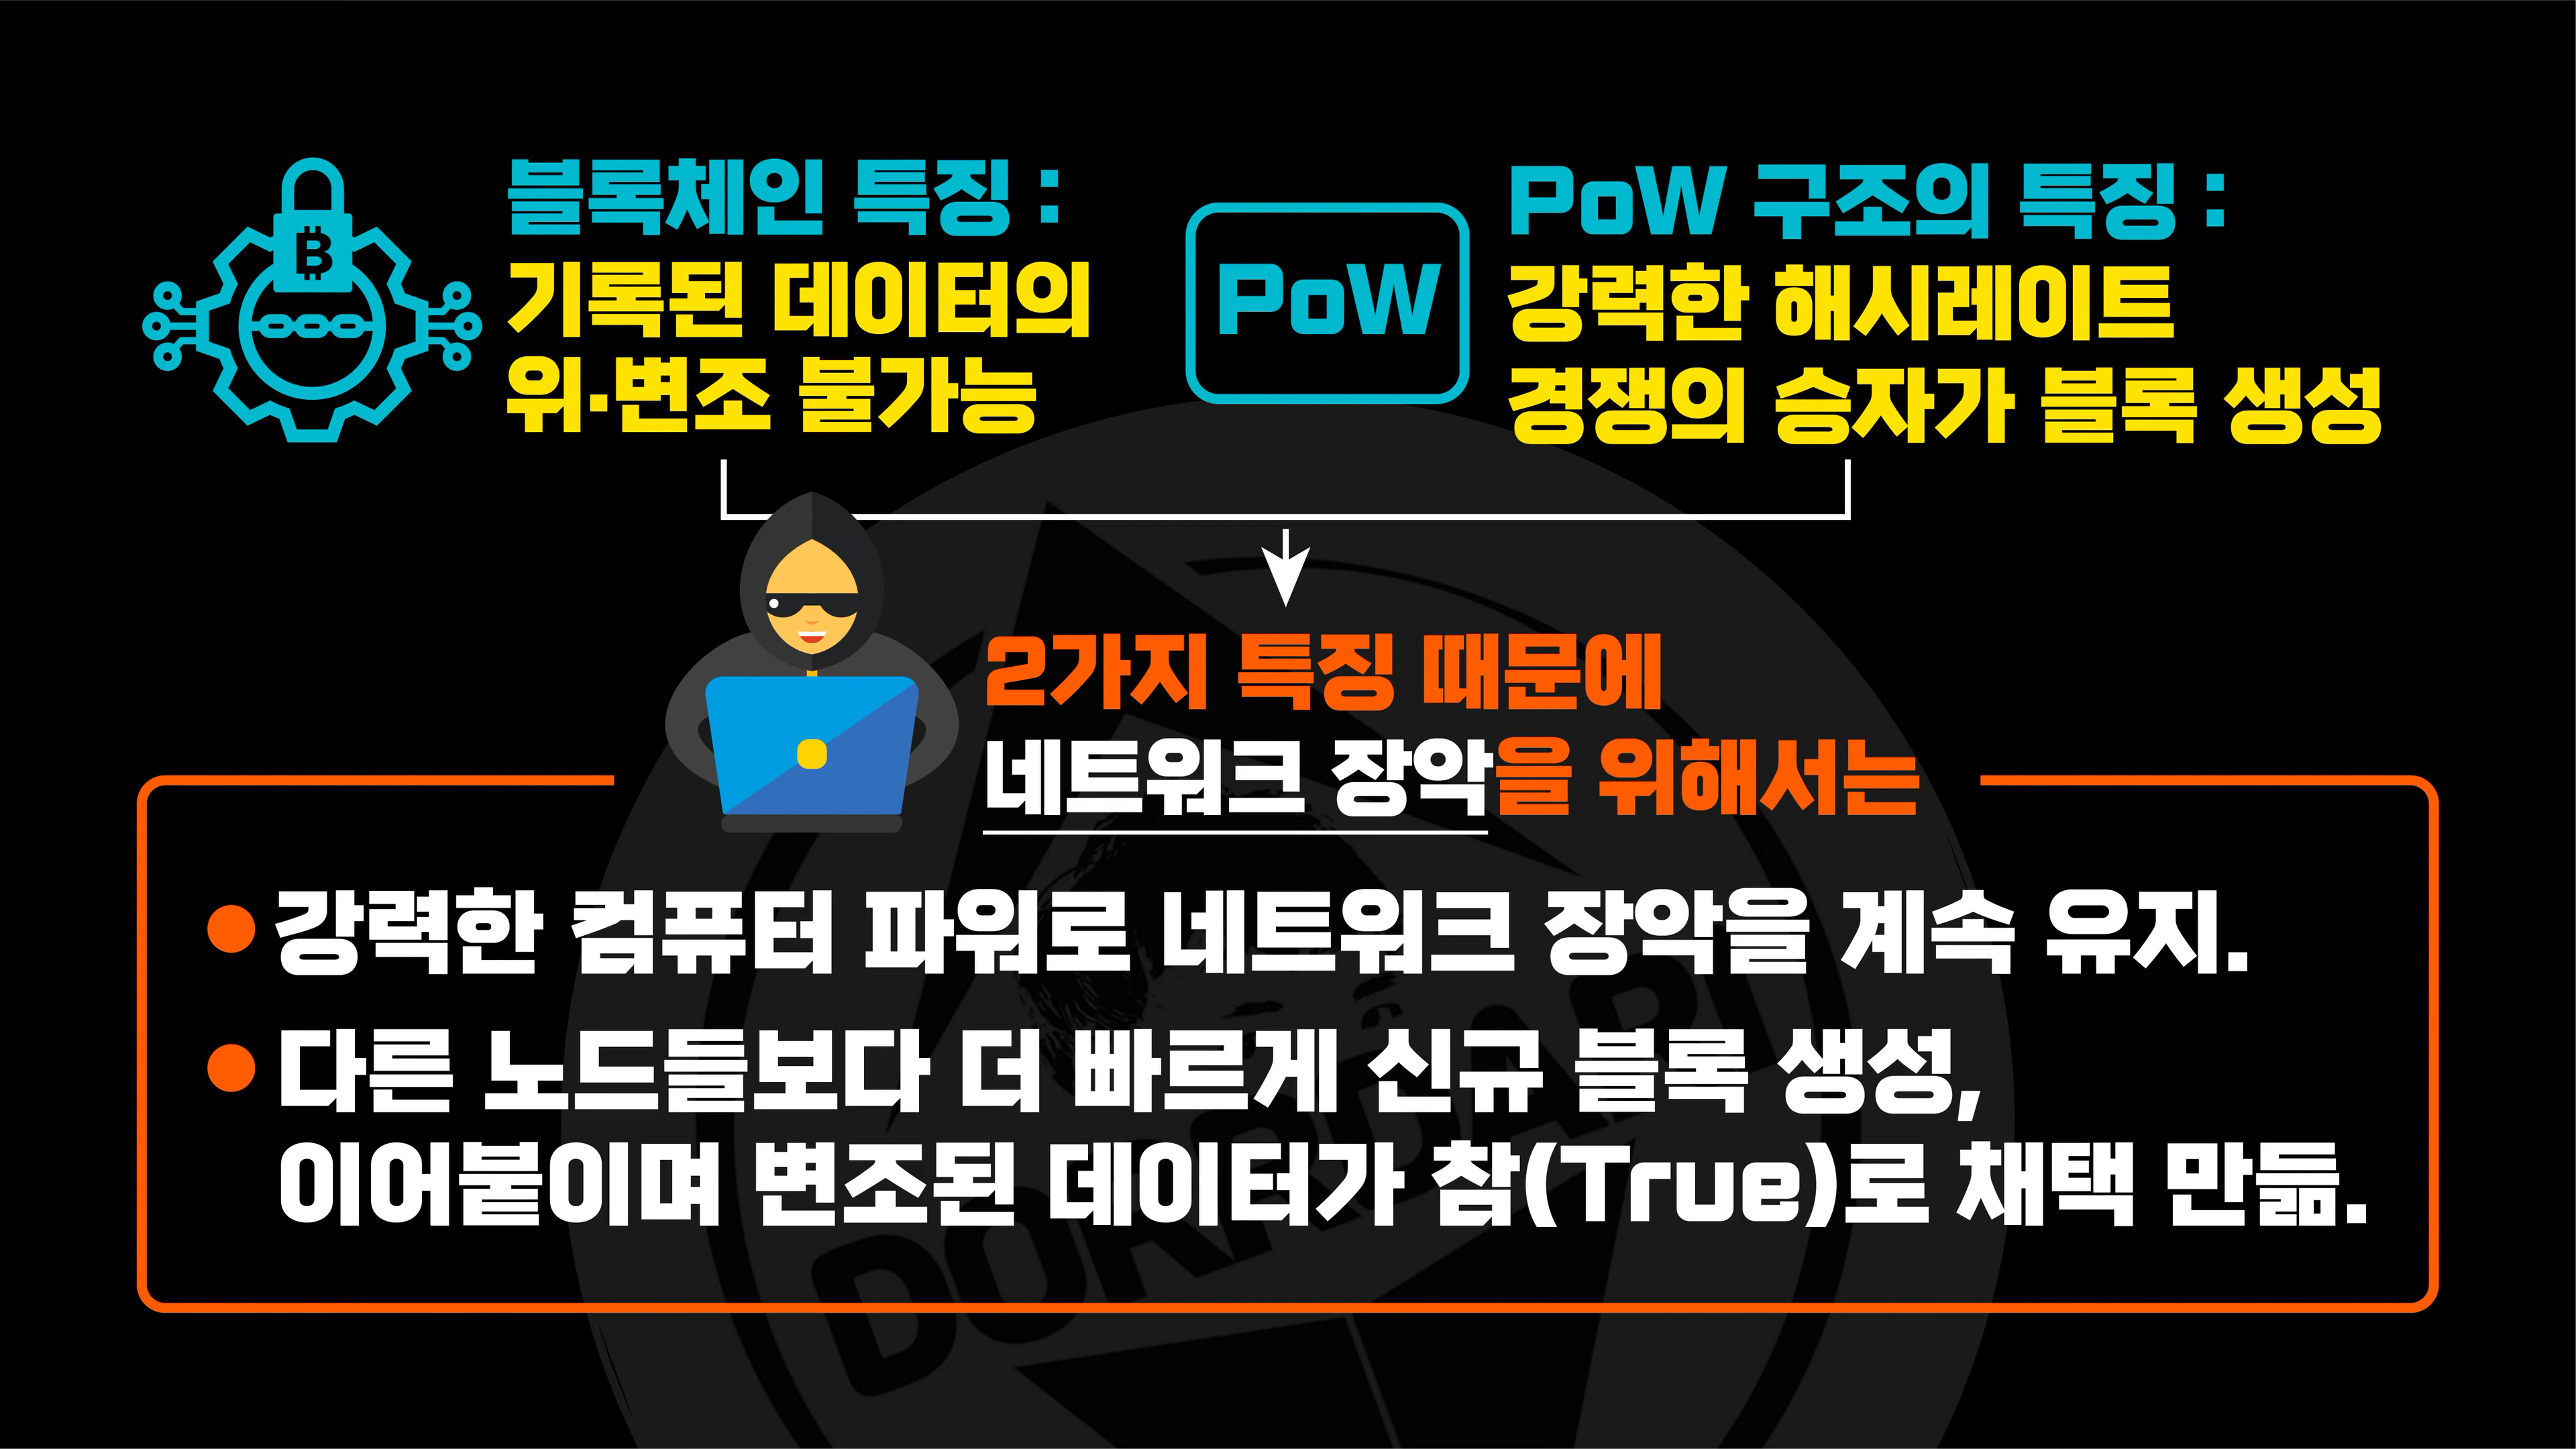 블록체인 특징 :
기록된 데이터의
위·변조 불가능
B
PoW
PoW 구조의 특징 :
강력한 해시레이트
경쟁의 승자가 블록 생성
2가지 특징 때문에
네트워크 장악을 위해서는
강력한 컴퓨터 파워로 네트워크 장악을 계속 유지.
다른 노드들보다 더 빠르게 신규 블록 생성,
이어붙이며 변조된 데이터가 참(True)로 채택 만듦.